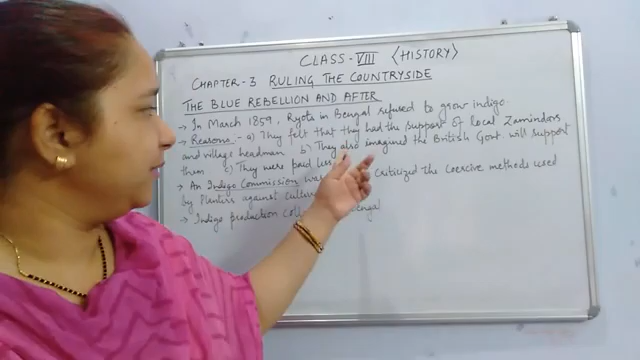 CLASS-VIII (HISTORY)
CHAPTER-3 RULING THE COUNTRYSIDE
THE BLUE REBELLION AND AFTER
→ In March 1859, Ryots in Bengal refused to grow indigo.
→ Reasons - a) They felt that they had the support of local Zamindars
and village headman b) They also imagined the British Govt will support
them c) They were paid less
→ An Indigo Commission was criticized the Coercive methods used
by Planters against
→ Indigo production